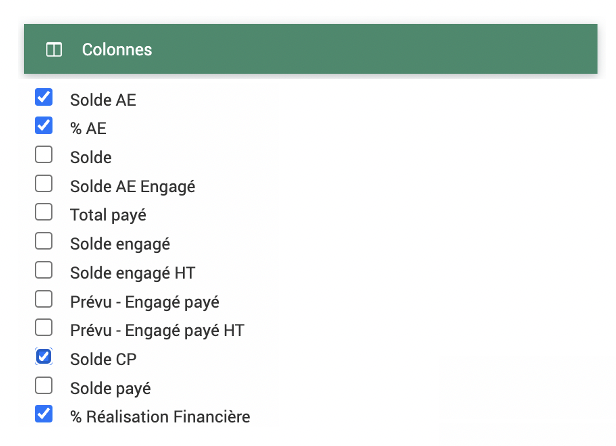 Colonnes
Solde AE
% AE
Solde
Solde AE Engagé
Total payé
Solde engagé
Solde engagé HT
Prévu - Engagé payé
Prévu - Engagé payé HT
Solde CP
Solde payé
% Réalisation Financière